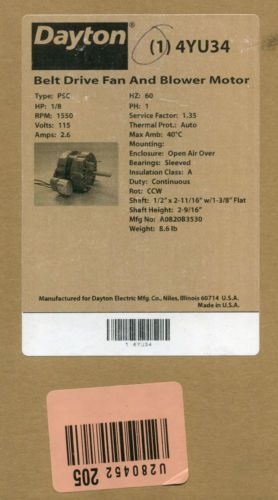 Dayton
(1) 4YU34
Belt Drive Fan And Blower Motor
Type: PSC
HP: 1/8
RPM: 1550
Volts: 115
Amps: 2.6
HZ: 60
PH: 1
Service Factor: 1.35
Thermal Prot.: Auto
Max Amb: 40°C
Mounting:
Enclosure: Open Air Over
Bearings: Sleeved
Insulation Class: A
Duty: Continuous
Rot: CCW
Shaft: 1/2" x 2-11/16" w/1-3/8" Flat
Shaft Height: 2-9/16"
Mfg No: A0820B3530
Weight: 8.6 lb
Manufactured for Dayton Electric Mfg. Co., Niles, Illinois 60714 U.S.A.
Made in U.S.A.
1 4YU34
U280452 205